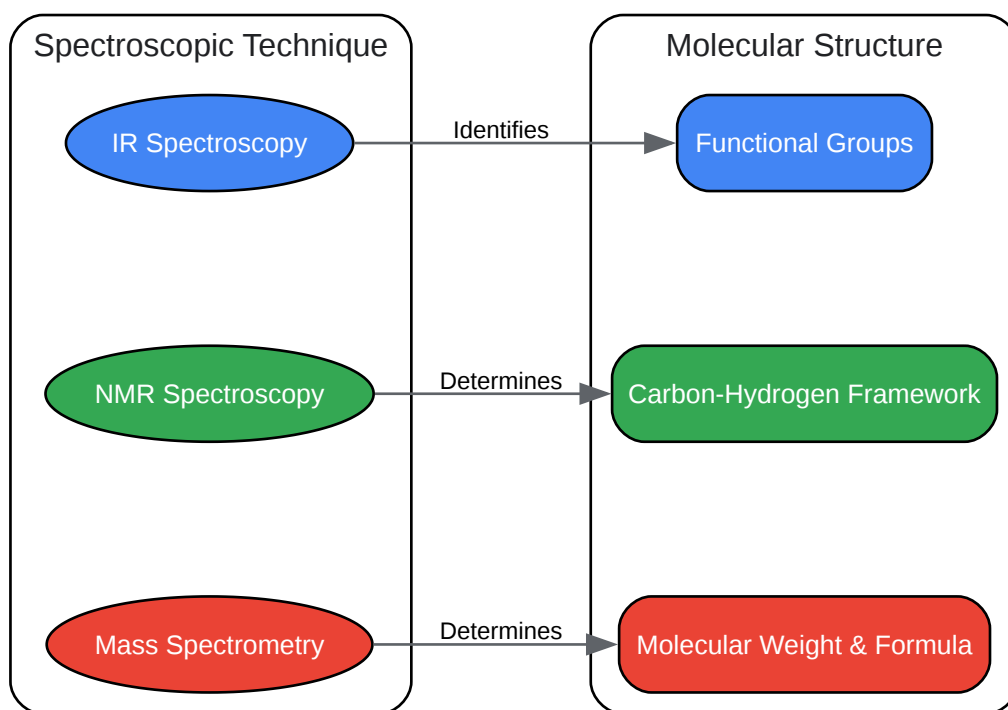 Spectroscopic Technique
Molecular Structure
IR Spectroscopy
Identifies
Functional Groups
NMR Spectroscopy
Determines
Carbon-Hydrogen Framework
Mass Spectrometry
Determines
Molecular Weight & Formula